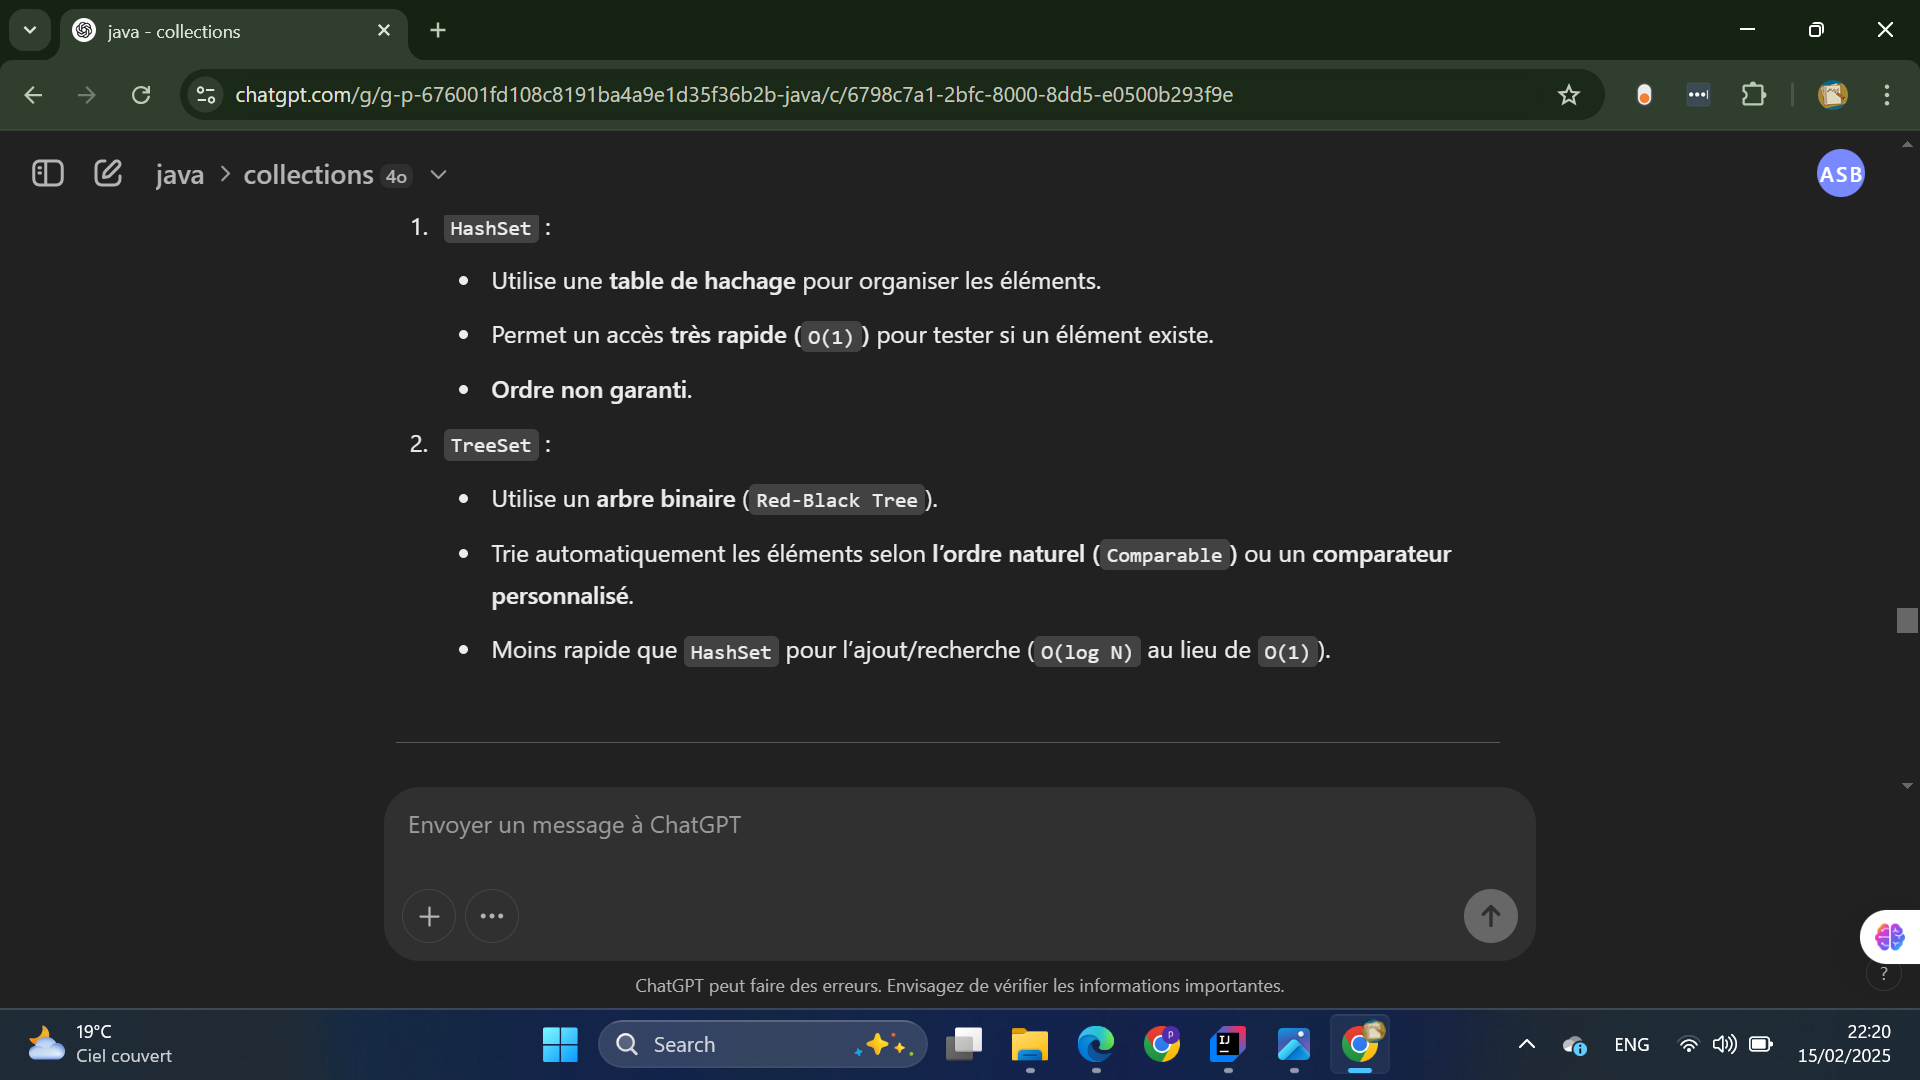 java - collections
chatgpt.com/g/g-p-676001fd108c8191ba4a9e1d35f36b2b-java/c/6798c7a1-2bfc-8000-8dd5-e0500b293f9e
java > collections 4o
ASB
1. HashSet :
• Utilise une table de hachage pour organiser les éléments.
• Permet un accès très rapide (O(1)) pour tester si un élément existe.
• Ordre non garanti.
2. TreeSet :
• Utilise un arbre binaire (Red-Black Tree).
• Trie automatiquement les éléments selon l’ordre naturel (Comparable) ou un comparateur
personnalisé.
• Moins rapide que HashSet pour l’ajout/recherche (O(log N) au lieu de O(1)).
Envoyer un message à ChatGPT
ChatGPT peut faire des erreurs. Envisagez de vérifier les informations importantes.
?
19°C
Ciel couvert
Search
P
IJ
ENG
22:20
15/02/2025